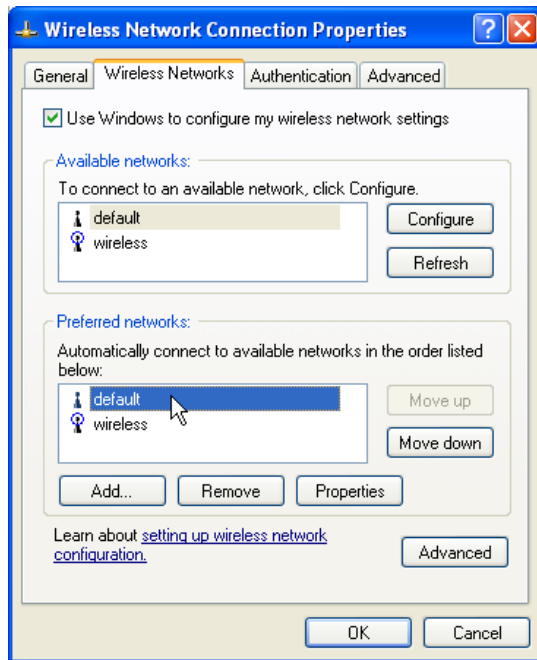 Wireless Network Connection Properties
General Wireless Networks Authentication Advanced
Use Windows to configure my wireless network settings
Available networks:
To connect to an available network, click Configure.
default
wireless
Configure
Refresh
Preferred networks:
Automatically connect to available networks in the order listed
below:
default
wireless
Move up
Move down
Add... Remove Properties
Learn about setting up wireless network
configuration.
Advanced
OK Cancel